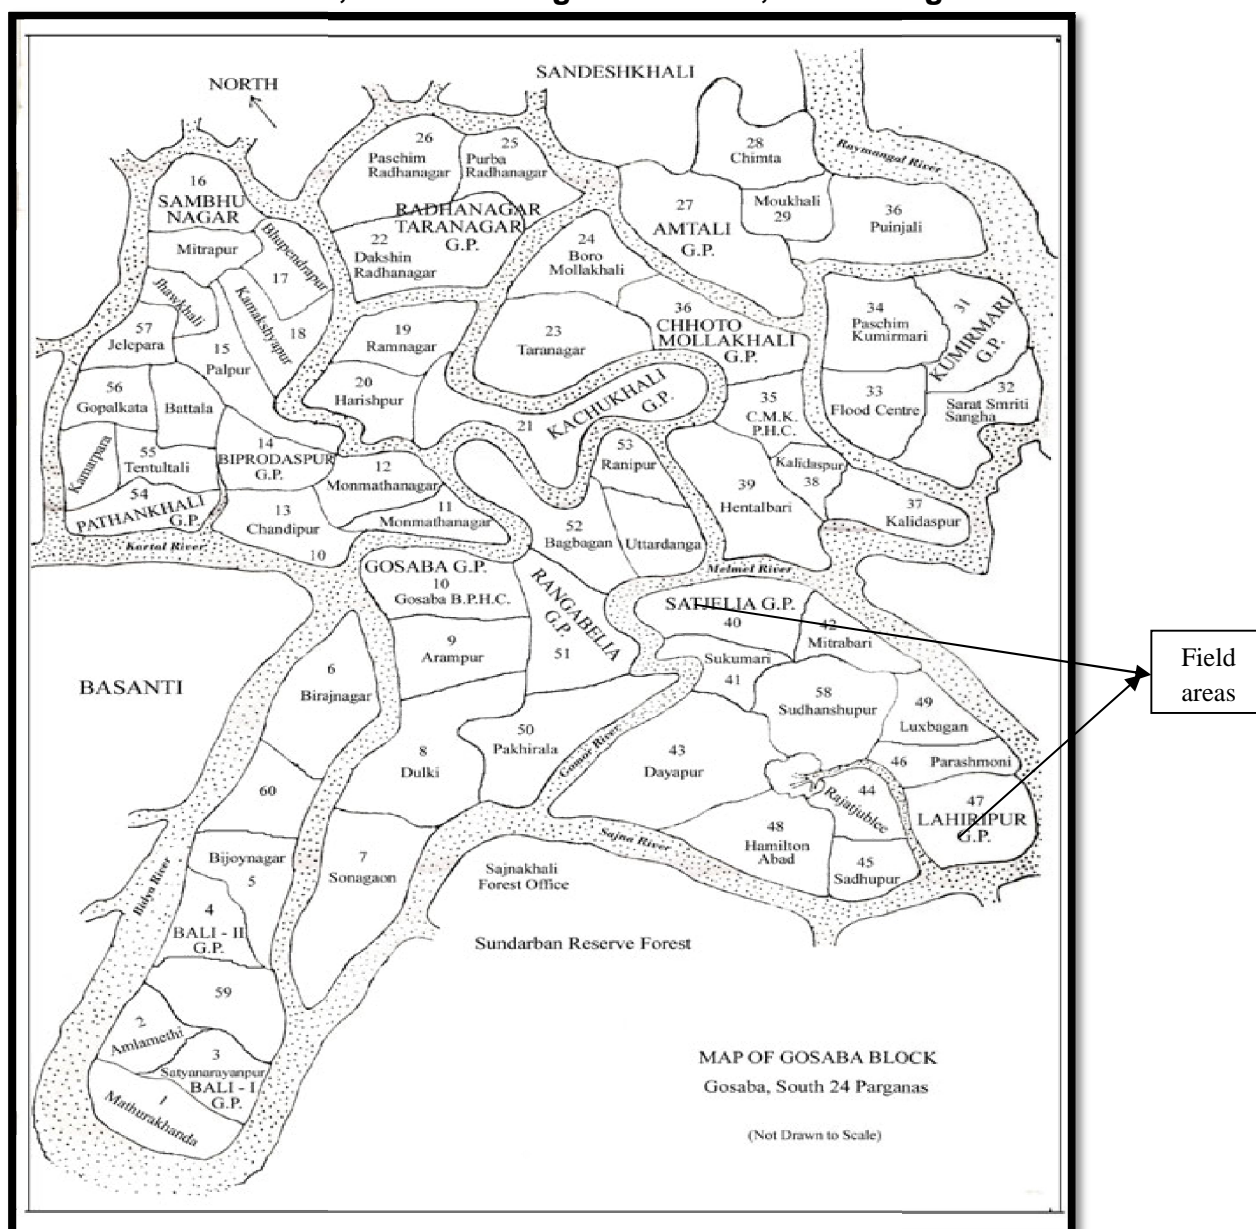 NORTH
SANDESHKHALI
Raymangal River
26
Paschim
Radhanagar
25
Purba
Radhanagar
28
Chimta
Moukhali
29
16
SAMBHU
NAGAR
RADHANAGAR
TARANAGAR
G.P.
27
AMTALI
G.P.
36
Puinjali
Mitrapur
Bhupendrapur
17
22
Dakshin
Radhanagar
24
Boro
Mollakhali
Jhawkhali
Kamakshyapur
18
57
Jelepara
15
Palpur
19
Ramnagar
23
Taranagar
36
CHHOTO
MOLLAKHALI
G.P.
34
Paschim
Kumirmari
31
KUMIRMARI
G.P.
56
Gopalkata
Battala
20
Harishpur
21
KACHUKHALI
G.P.
35
C.M.K.
P.H.C.
33
Flood Centre
32
Sarat Smriti
Sangha
Kamarpara
55
Tentultali
14
BIPRODASPUR
G.P.
12
Monmathanagar
53
Ranipur
39
Hentalbari
Kalidaspur
38
54
PATHANKHALI
G.P.
13
Chandipur
11
Monmathanagar
52
Bagbagan
Uttardanga
37
Kalidaspur
Kartal River
10
GOSABA G.P.
10
Gosaba B.P.H.C.
RANGABELIA
G.P.
51
Melmel River
SATJELIA G.P.
40
42
Mitrabari
9
Arampur
Sukumari
41
Field
areas
BASANTI
6
Birajnagar
58
Sudhanshupur
49
Luxbagan
8
Dulki
50
Pakhirala
Gomor River
43
Dayapur
46
Parashmoni
60
44
Rajatjublee
47
LAHIRIPUR
G.P.
Bijoynagar
5
7
Sonagaon
Sajna River
48
Hamilton
Abad
45
Sadhupur
Sajnakhali
Forest Office
Bidya River
4
BALI - II
G.P.
Sundarban Reserve Forest
59
2
Amlamethi
3
Satyanarayanpur
BALI - I
G.P.
1
Mathurakhanda
MAP OF GOSABA BLOCK
Gosaba, South 24 Parganas
(Not Drawn to Scale)